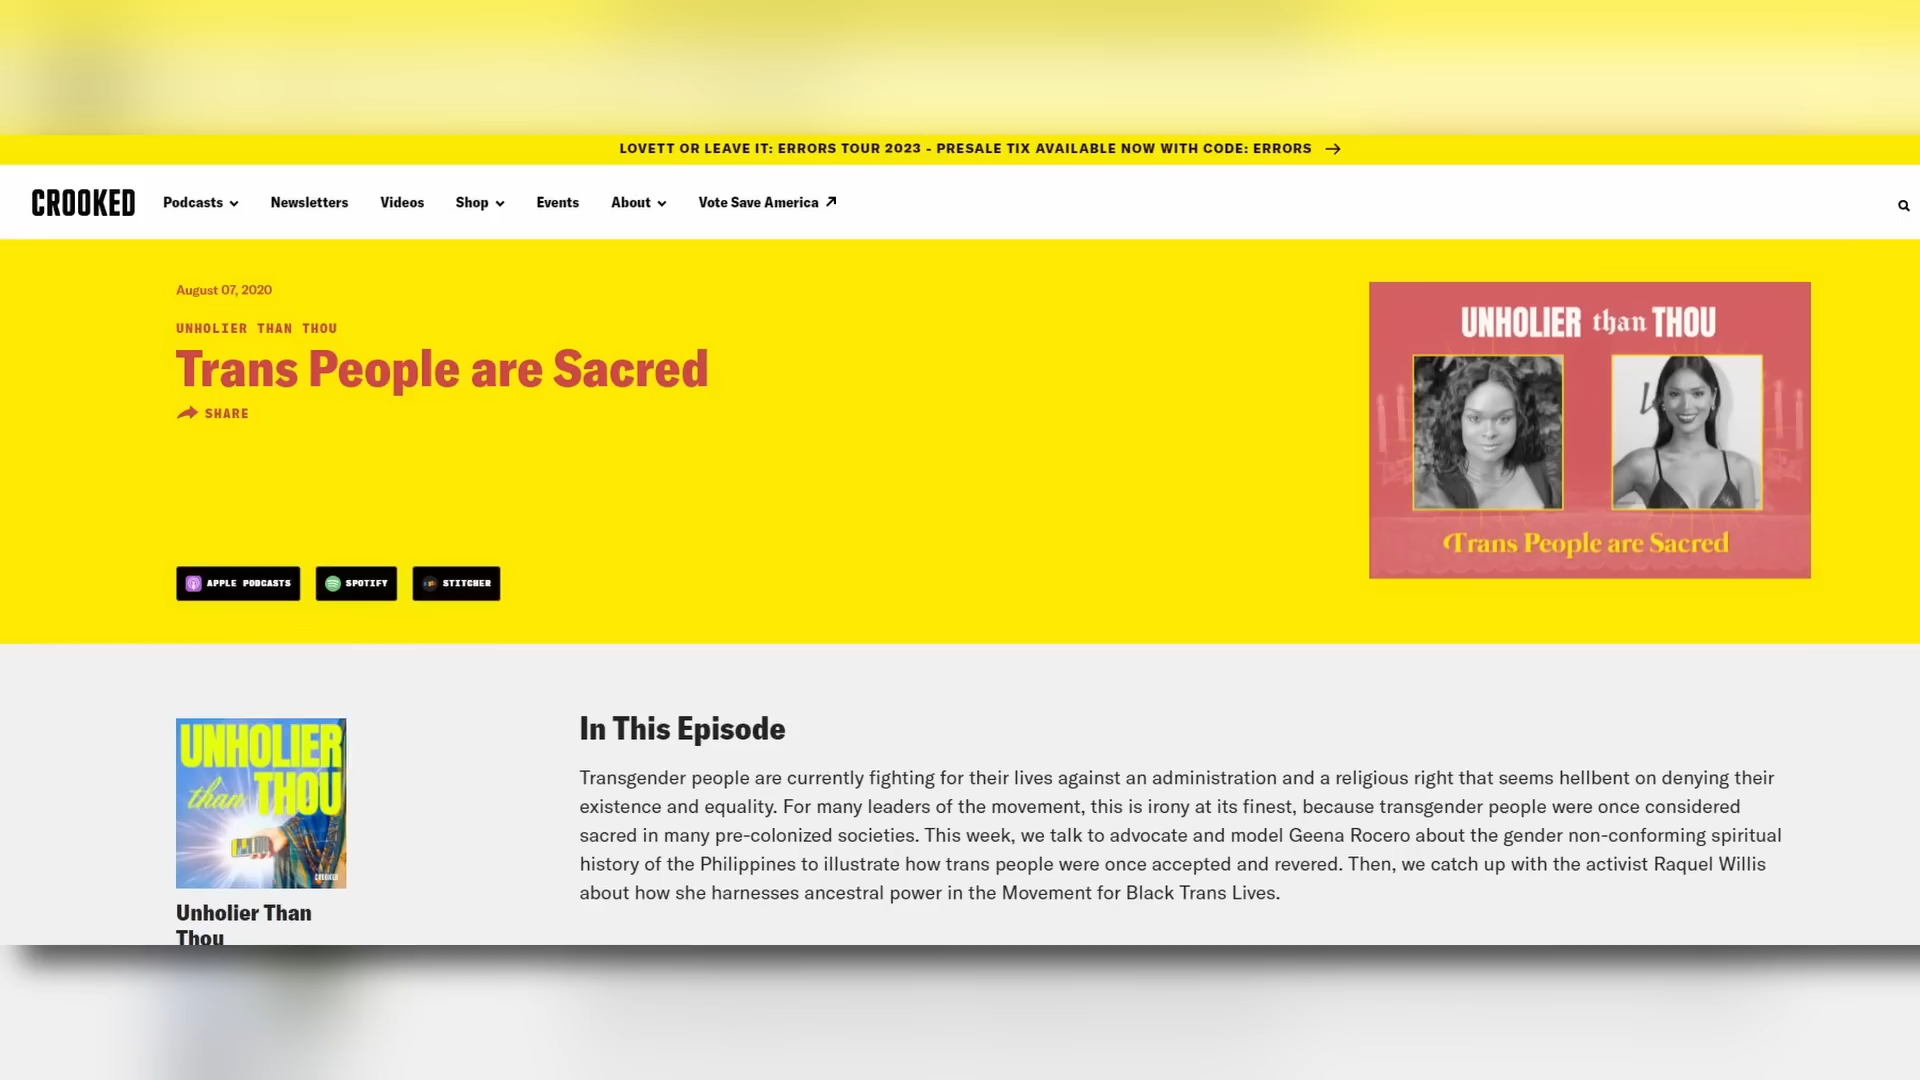 LOVETT OR LEAVE IT: ERRORS TOUR 2023 - PRESALE TIX AVAILABLE NOW WITH CODE: ERRORS
CROOKED
Podcasts
Newsletters
Videos
Shop
Events
About
Vote Save America
August 07, 2020
UNHOLIER THAN THOU
Trans People are Sacred
SHARE
APPLE PODCASTS
SPOTIFY
STITCHER
UNHOLIER than THOU
Trans People are Sacred
UNHOLIER
than THOU
CROOKED
Unholier Than
Thou
In This Episode
Transgender people are currently fighting for their lives against an administration and a religious right that seems hellbent on denying their
existence and equality. For many leaders of the movement, this is irony at its finest, because transgender people were once considered
sacred in many pre-colonized societies. This week, we talk to advocate and model Geena Rocero about the gender non-conforming spiritual
history of the Philippines to illustrate how trans people were once accepted and revered. Then, we catch up with the activist Raquel Willis
about how she harnesses ancestral power in the Movement for Black Trans Lives.